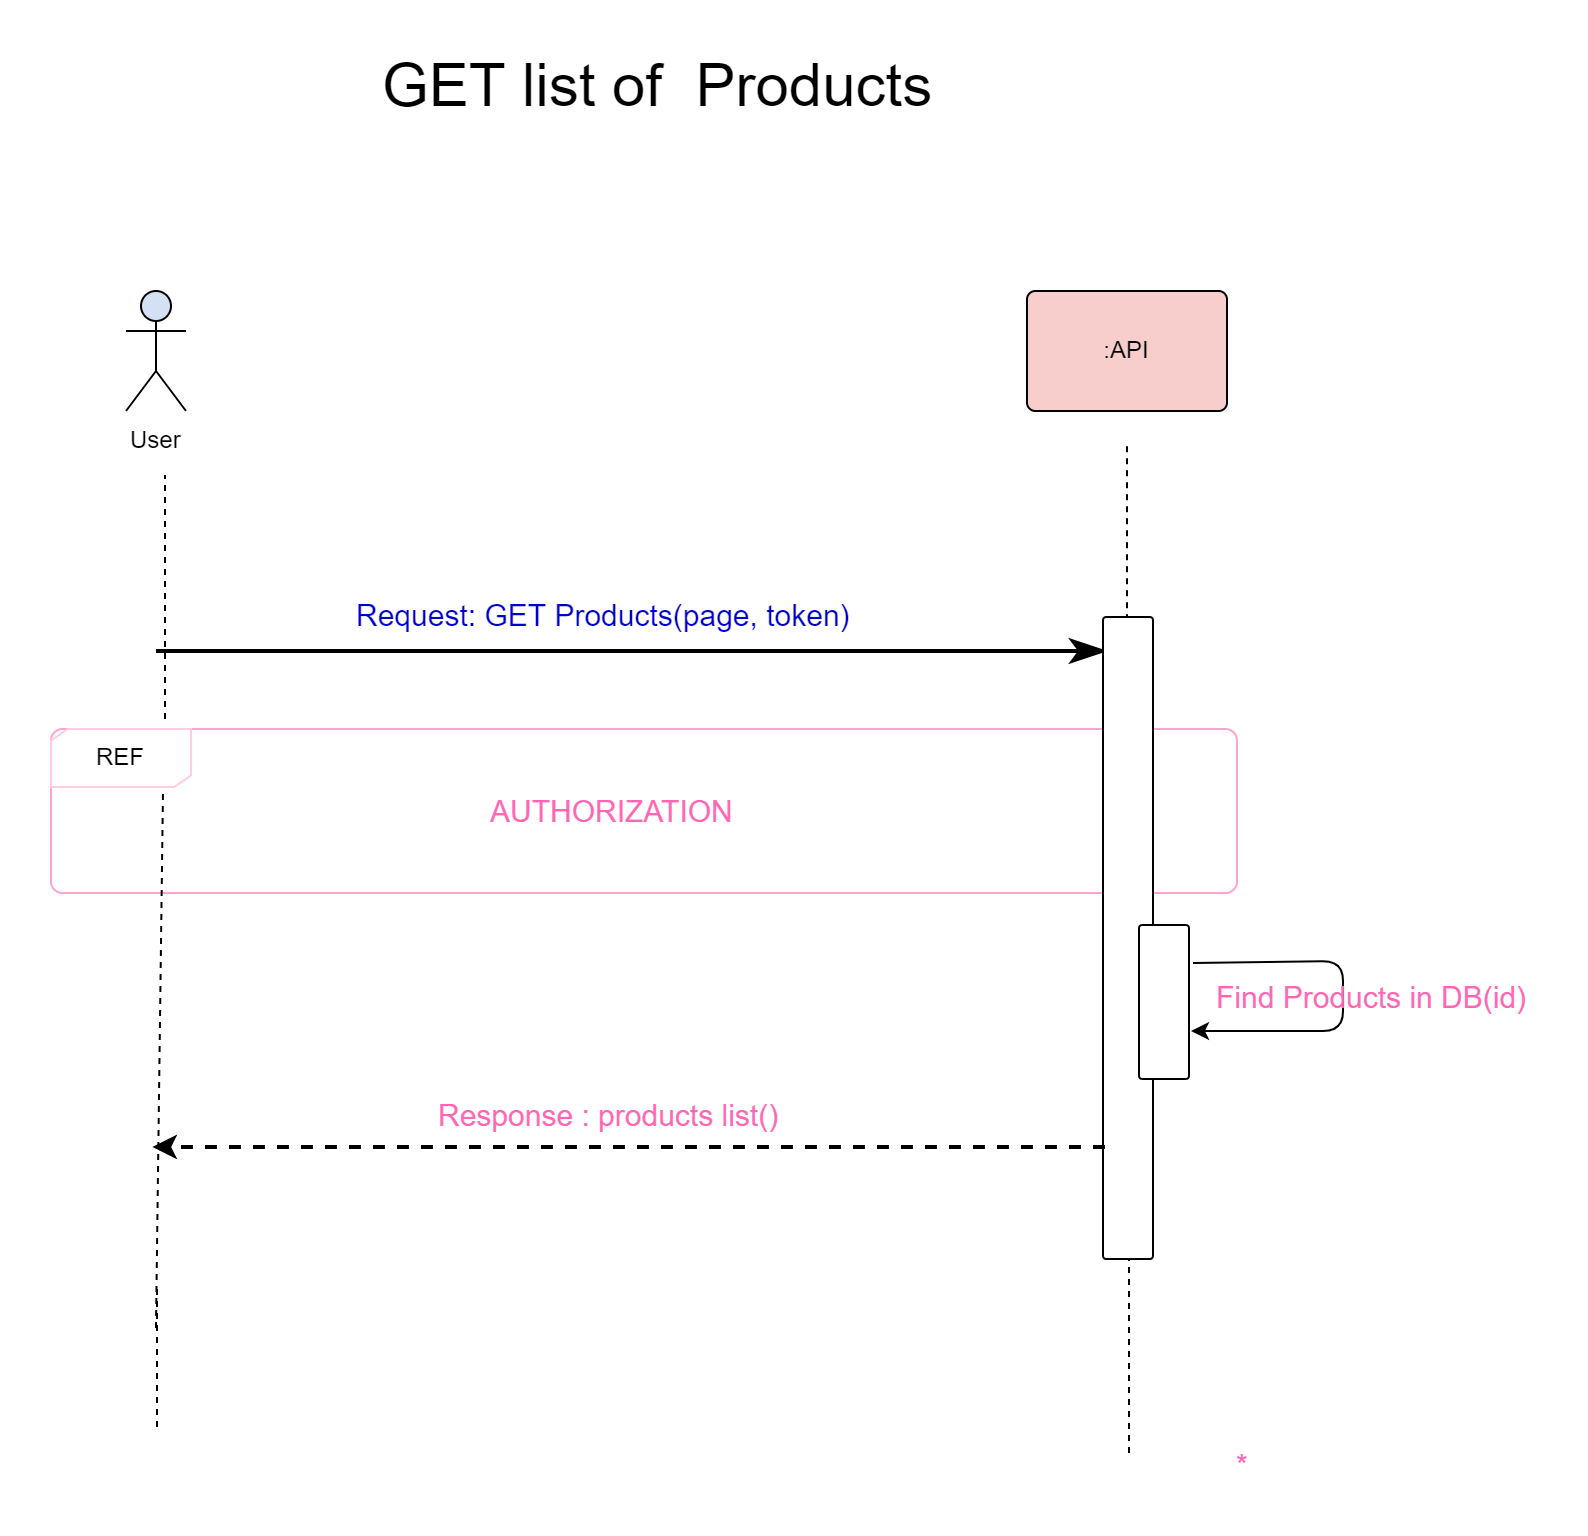 GET list of  Products
User
:API
Request: GET Products(page, token)
REF
AUTHORIZATION
Find Products in DB(id)
Response : products list()
*